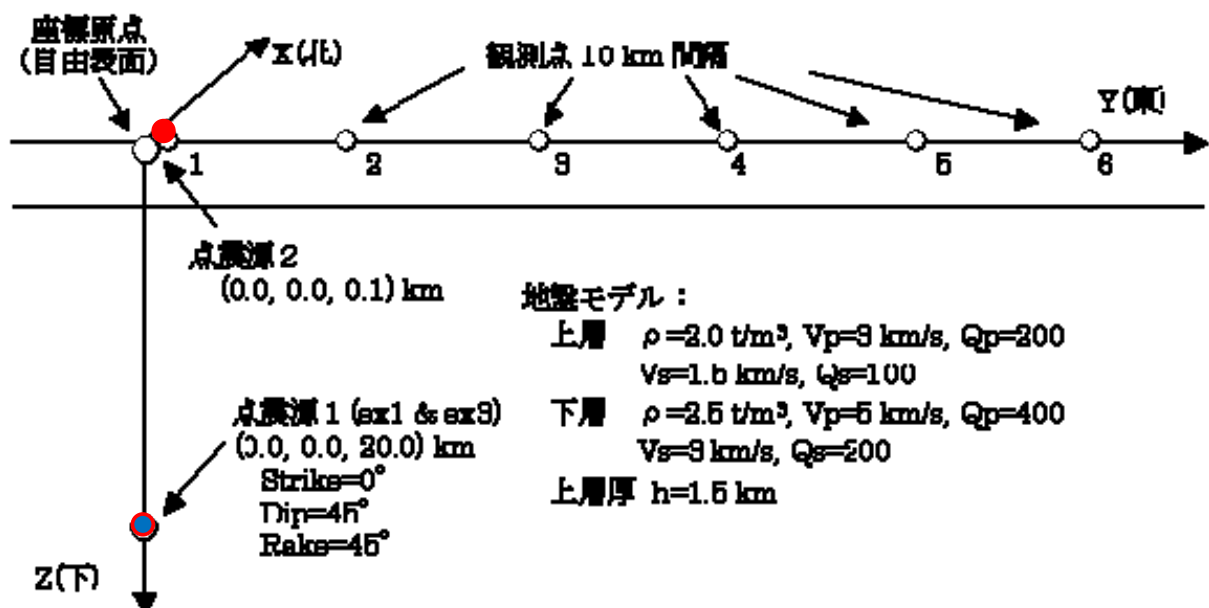 座標原点
(自由表面)
X(北)
観測点 10 km 間隔
Y(東)
1
2
3
4
5
6
点震源 2
(0.0, 0.0, 0.1) km
地盤モデル：
上層 ρ=2.0 t/m³, Vp=3 km/s, Qp=200
Vs=1.5 km/s, Qs=100
下層 ρ=2.5 t/m³, Vp=5 km/s, Qp=400
Vs=3 km/s, Qs=200
上層厚 h=1.5 km
点震源 1 (ex1 & ex3)
(0.0, 0.0, 20.0) km
Strike=0°
Dip=45°
Rake=45°
Z(下)